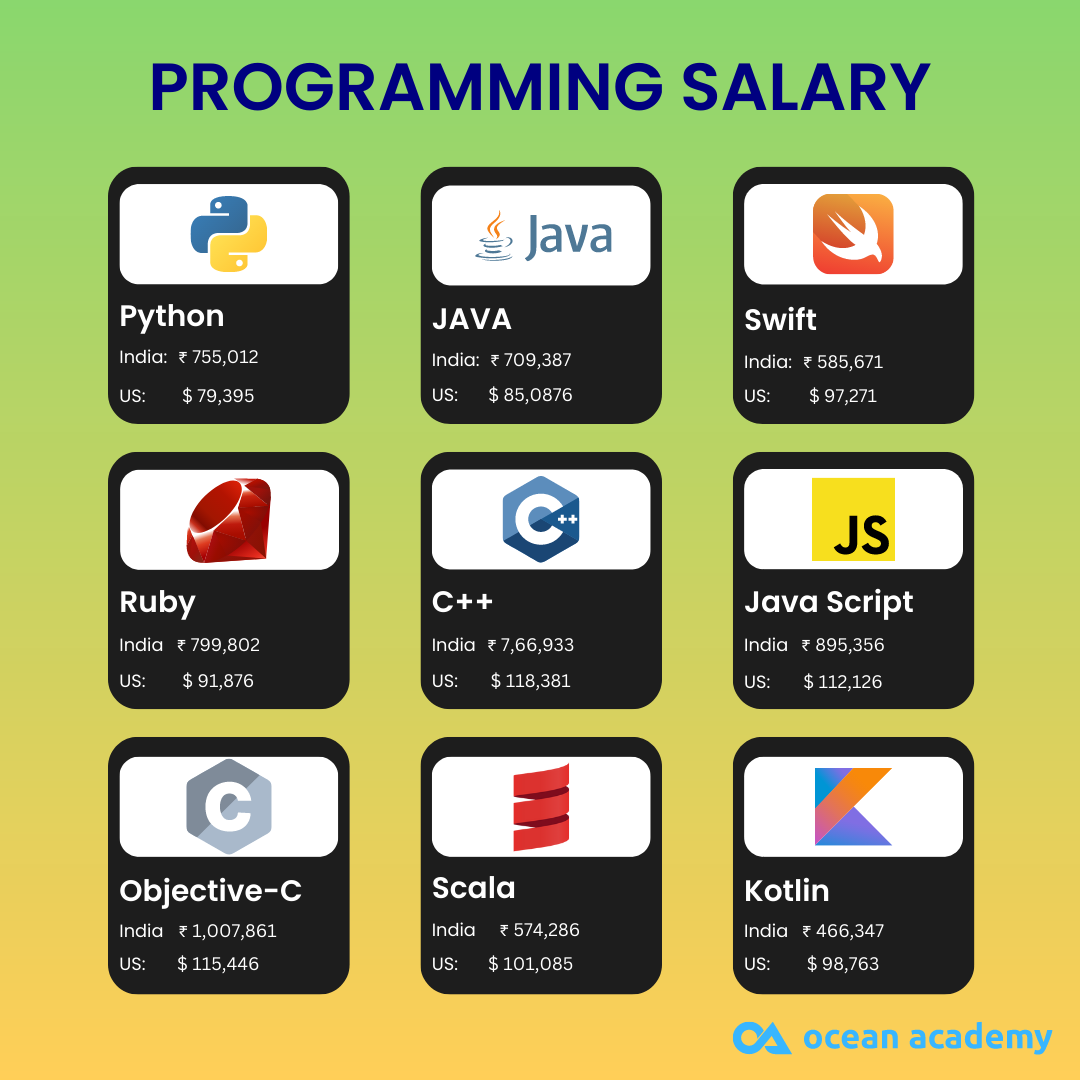 PROGRAMMING SALARY
Java
Python
India: ₹ 755,012
US: $ 79,395
JAVA
India: ₹ 709,387
US: $ 85,0876
Swift
India: ₹ 585,671
US: $ 97,271
C++
JS
Ruby
India ₹ 799,802
US: $ 91,876
C++
India ₹ 7,66,933
US: $ 118,381
Java Script
India ₹ 895,356
US: $ 112,126
C
Objective-C
India ₹ 1,007,861
US: $ 115,446
Scala
India ₹ 574,286
US: $ 101,085
Kotlin
India ₹ 466,347
US: $ 98,763
ocean academy